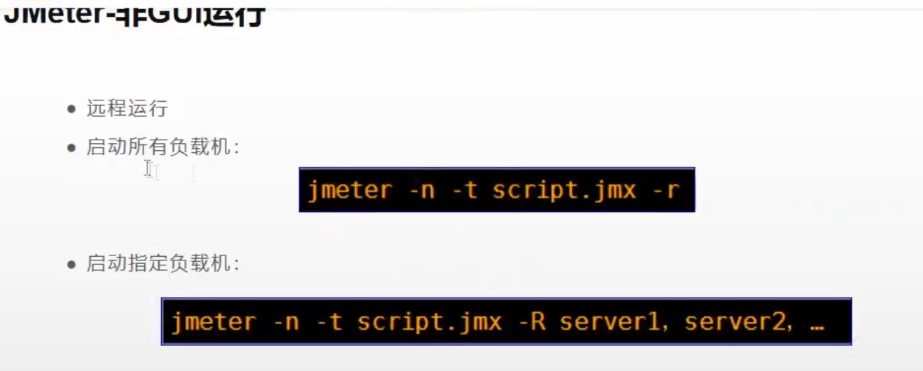 JMeter-非GUI运行
远程运行
启动所有负载机：
jmeter -n -t script.jmx -r
启动指定负载机：
jmeter -n -t script.jmx -R server1, server2, …